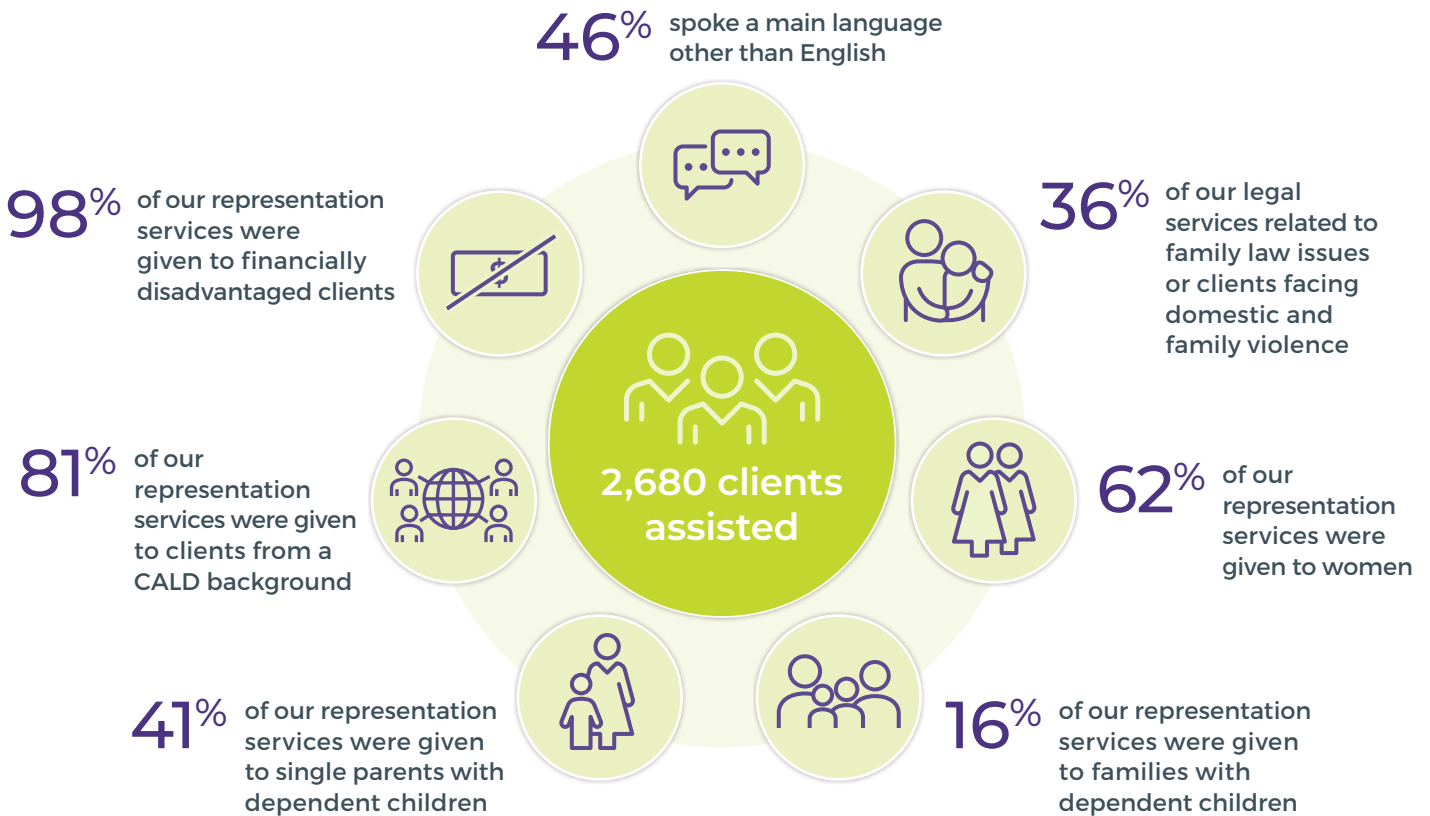 46%
spoke a main language
other than English
98%
of our representation
services were
given to financially
disadvantaged clients
$
36%
of our legal
services related to
family law issues
or clients facing
domestic and
family violence
81%
of our
representation
services were given
to clients from a
CALD background
2,680 clients
assisted
62%
of our
representation
services were
given to women
41%
of our representation
services were given
to single parents with
dependent children
16%
of our representation
services were given
to families with
dependent children